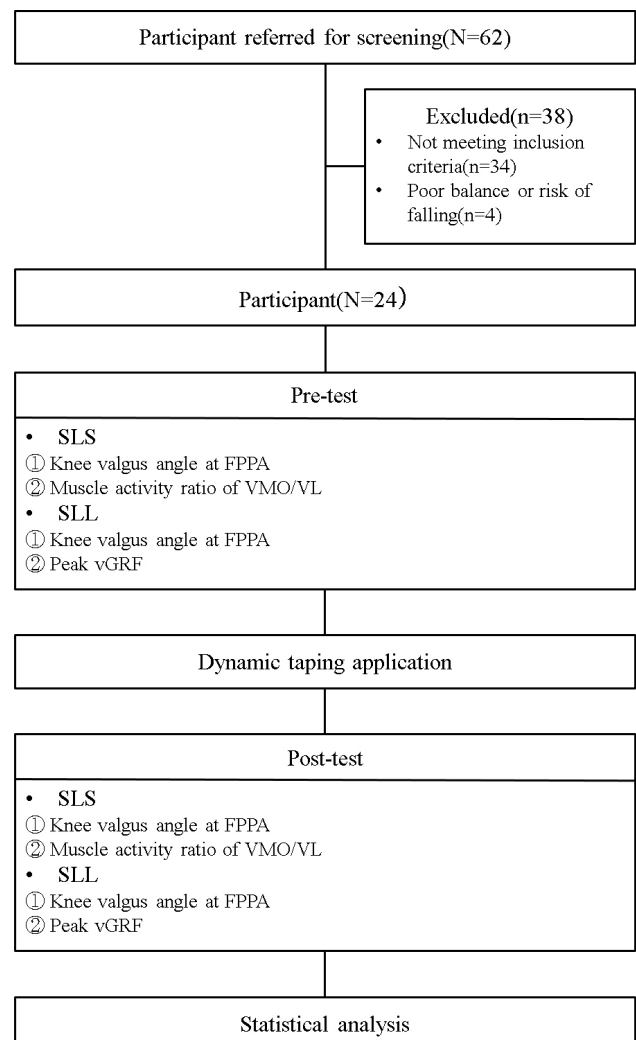 Participant referred for screening(N=62)
Excluded(n=38)
• Not meeting inclusion
criteria(n=34)
• Poor balance or risk of
falling(n=4)
Participant(N=24)
Pre-test
• SLS
① Knee valgus angle at FPPA
② Muscle activity ratio of VMO/VL
• SLL
① Knee valgus angle at FPPA
② Peak vGRF
Dynamic taping application
Post-test
• SLS
① Knee valgus angle at FPPA
② Muscle activity ratio of VMO/VL
• SLL
① Knee valgus angle at FPPA
② Peak vGRF
Statistical analysis